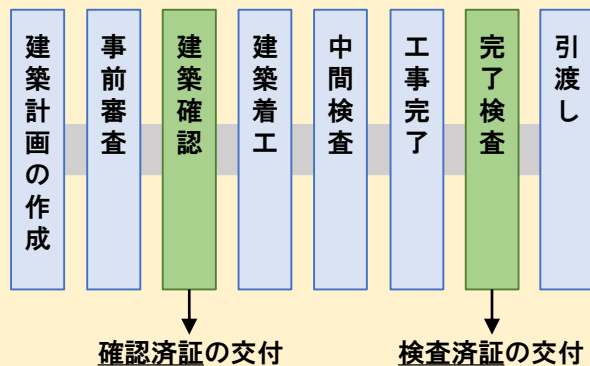 建築計画の作成
事前審査
建築確認
建築着工
中間検査
工事完了
完了検査
引渡し
確認済証の交付
検査済証の交付